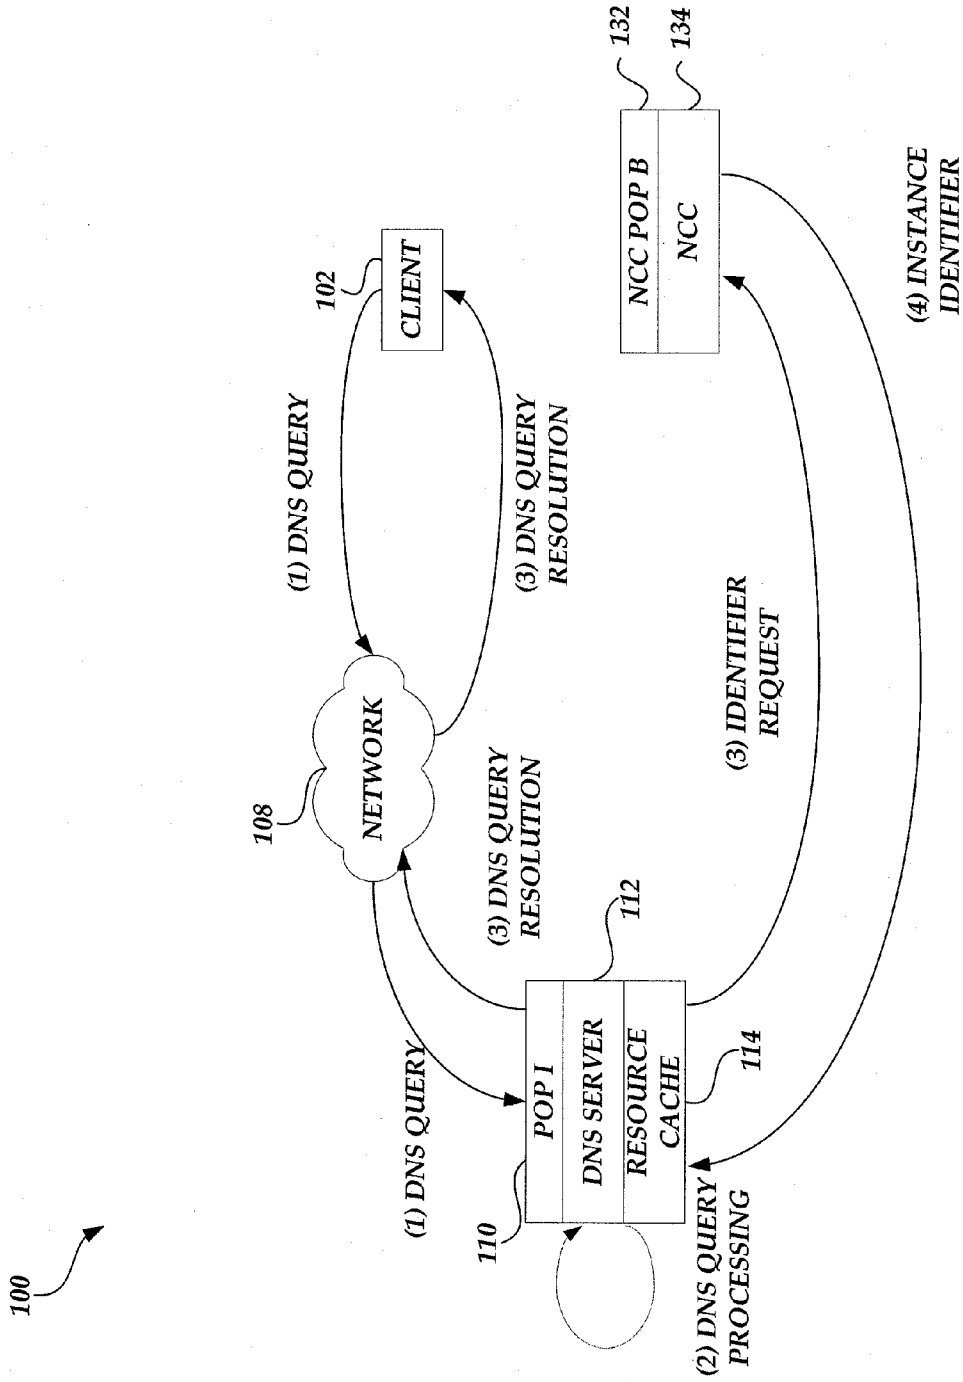 100
102
CLIENT
(1) DNS QUERY
(3) DNS QUERY
RESOLUTION
108
NETWORK
(1) DNS QUERY
(3) DNS QUERY
RESOLUTION
110
POP I
DNS SERVER
RESOURCE
CACHE
112
114
(2) DNS QUERY
PROCESSING
(3) IDENTIFIER
REQUEST
NCC POP B
NCC
132
134
(4) INSTANCE
IDENTIFIER